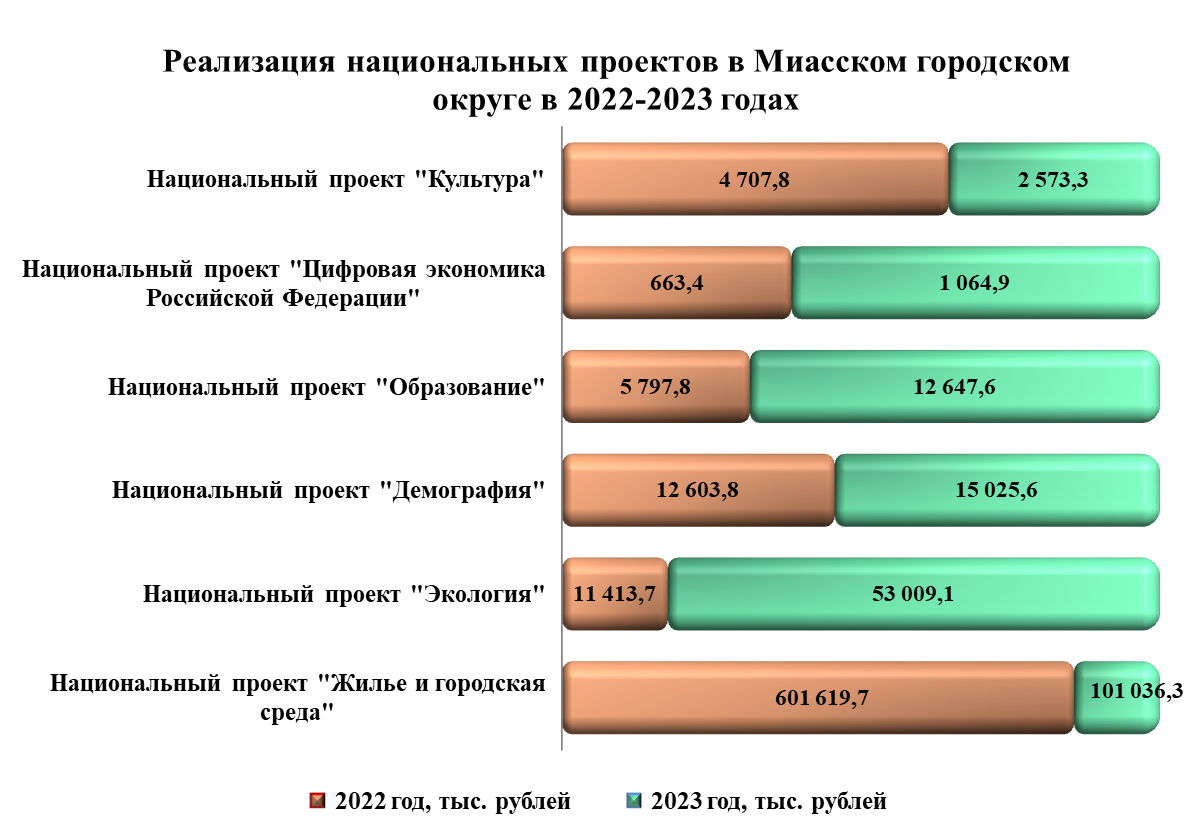 Реализация национальных проектов в Миасском городском
округе в 2022-2023 годах
Национальный проект "Культура"
4 707,8
2 573,3
Национальный проект "Цифровая экономика
Российской Федерации"
663,4
1 064,9
Национальный проект "Образование"
5 797,8
12 647,6
Национальный проект "Демография"
12 603,8
15 025,6
Национальный проект "Экология"
11 413,7
53 009,1
Национальный проект "Жилье и городская
среда"
601 619,7
101 036,3
2022 год, тыс. рублей
2023 год, тыс. рублей